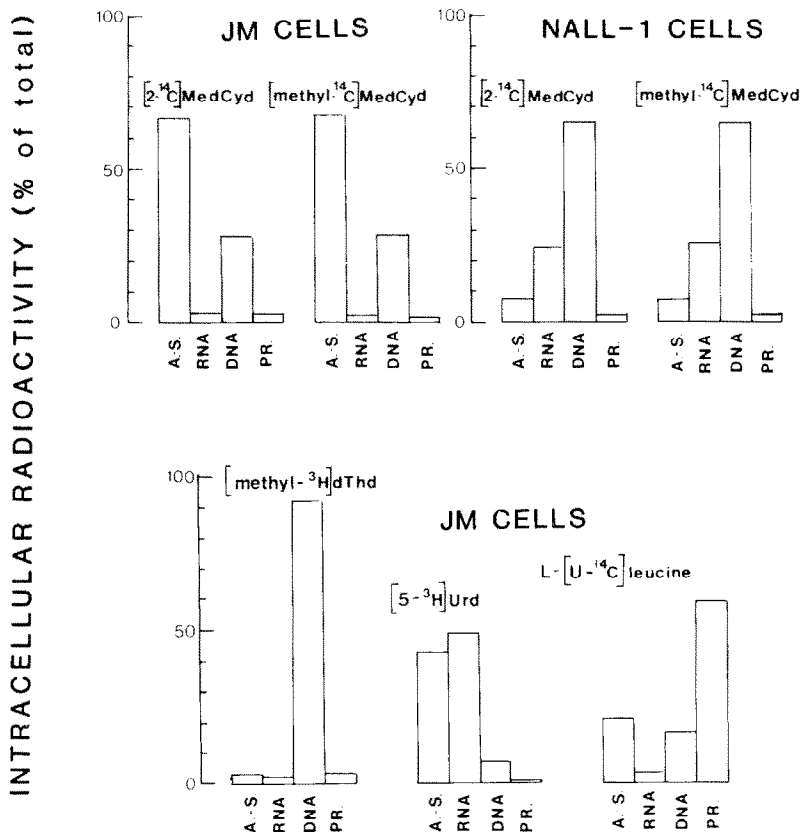 INTRACELLULAR RADIOACTIVITY (% of total)
JM CELLS
NALL-1 CELLS
100
50
0
[2-¹⁴C]MedCyd
[methyl-¹⁴C]MedCyd
A.-S.
RNA
DNA
PR.
A.-S.
RNA
DNA
PR.
100
50
0
[2-¹⁴C]MedCyd
[methyl-¹⁴C]MedCyd
A.-S.
RNA
DNA
PR.
A.-S.
RNA
DNA
PR.
100
50
0
[methyl-³H]dThd
JM CELLS
[5-³H]Urd
L-[U-¹⁴C]leucine
A.-S.
RNA
DNA
PR.
A.-S.
RNA
DNA
PR.
A.S.
RNA
DNA
PR.